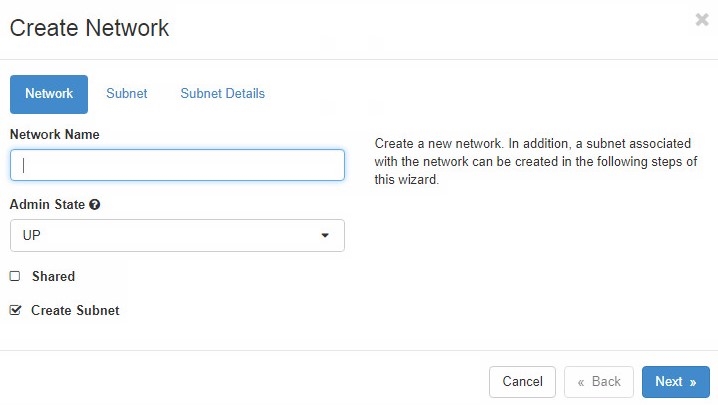 Create Network
×
Network Subnet Subnet Details
Network Name
Create a new network. In addition, a subnet associated
with the network can be created in the following steps of
this wizard.
Admin State
UP
Shared
Create Subnet
Cancel
« Back
Next »